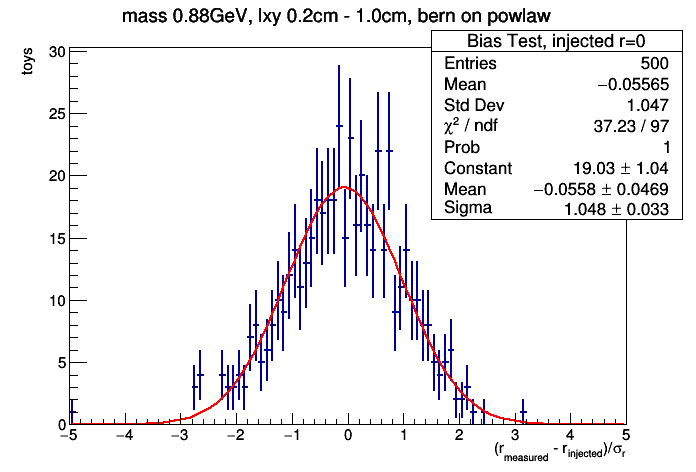 mass 0.88GeV, lxy 0.2cm - 1.0cm, bern on powlaw
Bias Test, injected r=0
Entries 500
Mean −0.05565
Std Dev 1.047
χ² / ndf 37.23 / 97
Prob 1
Constant 19.03 ± 1.04
Mean −0.0558 ± 0.0469
Sigma 1.048 ± 0.033
toys
30
25
20
15
10
5
0
−5 −4 −3 −2 −1 0 1 2 3 4 5
(r_measured - r_injected)/σ_r